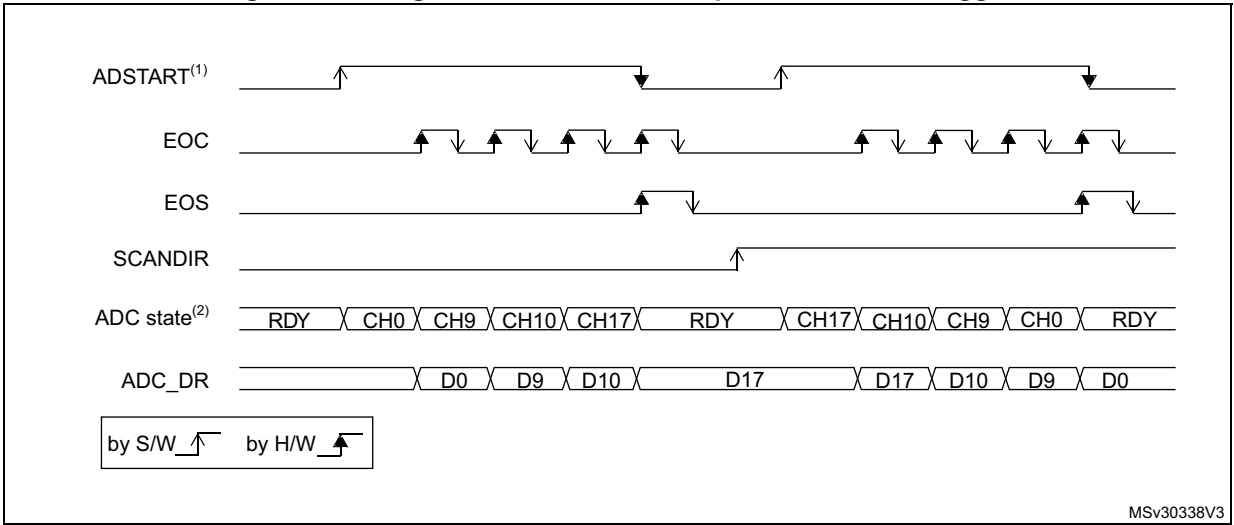 ADSTART(1)
EOC
EOS
SCANDIR
ADC state(2) RDY CH0 CH9 CH10 CH17 RDY CH17 CH10 CH9 CH0 RDY
ADC_DR D0 D9 D10 D17 D17 D10 D9 D0
by S/W by H/W
MSv30338V3